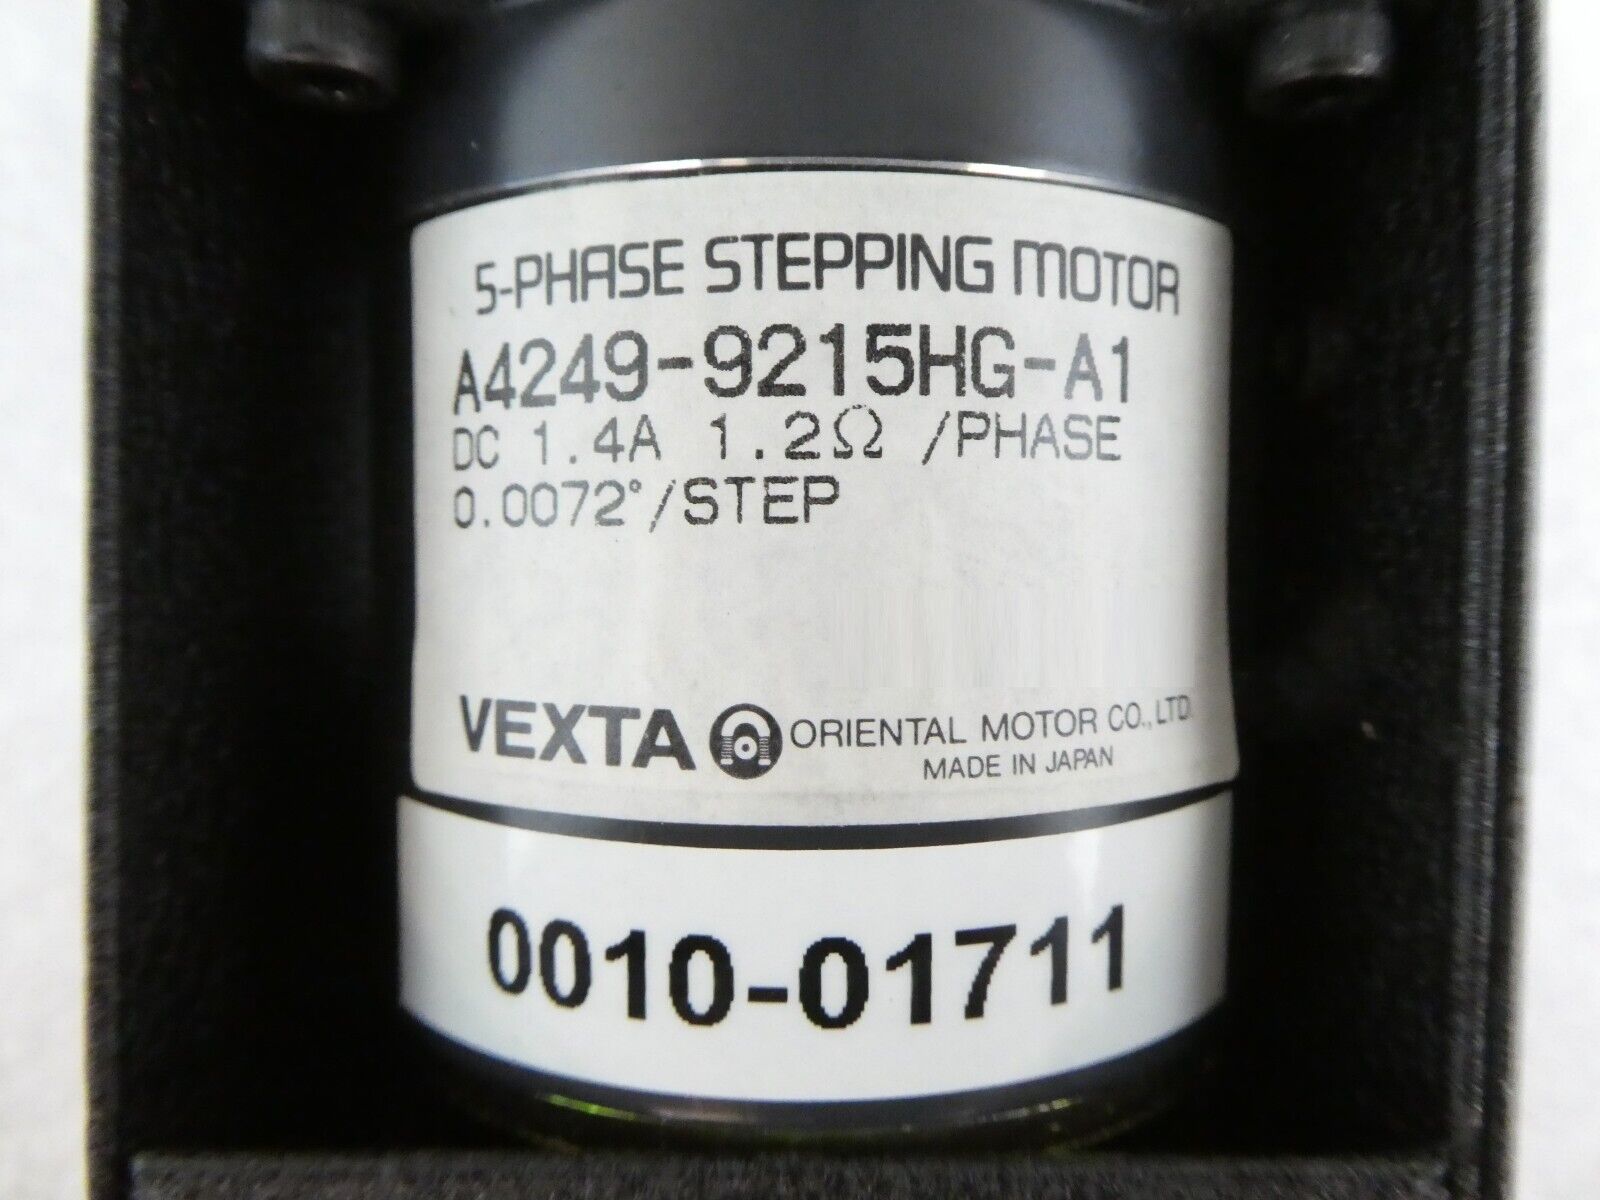 5-PHASE STEPPING MOTOR
A4249-9215HG-A1
DC 1.4A 1.2Ω /PHASE
0.0072°/STEP
VEXTA ORIENTAL MOTOR CO., LTD.
MADE IN JAPAN
0010-01711